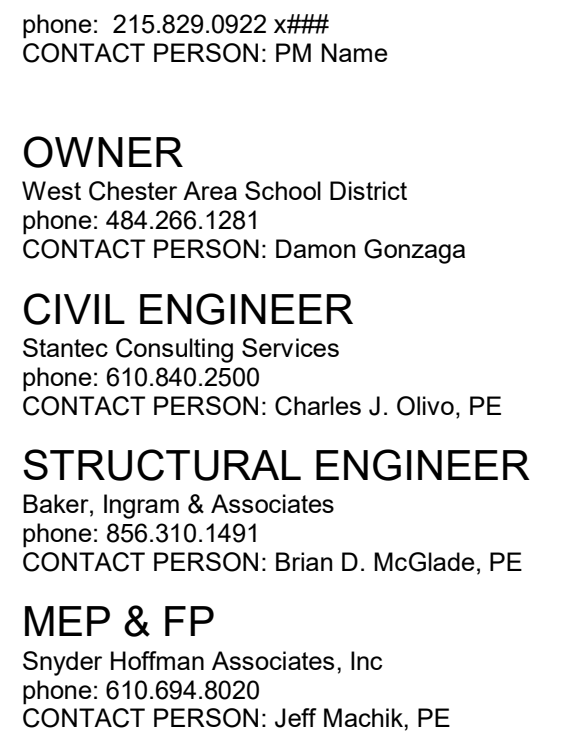 phone:  215.829.0922 x###
CONTACT PERSON: PM Name
OWNER
West Chester Area School District
phone: 484.266.1281
CONTACT PERSON: Damon Gonzaga
CIVIL ENGINEER
Stantec Consulting Services
phone: 610.840.2500
CONTACT PERSON: Charles J. Olivo, PE
STRUCTURAL ENGINEER
Baker, Ingram & Associates
phone: 856.310.1491
CONTACT PERSON: Brian D. McGlade, PE
MEP & FP
Snyder Hoffman Associates, Inc
phone: 610.694.8020
CONTACT PERSON: Jeff Machik, PE